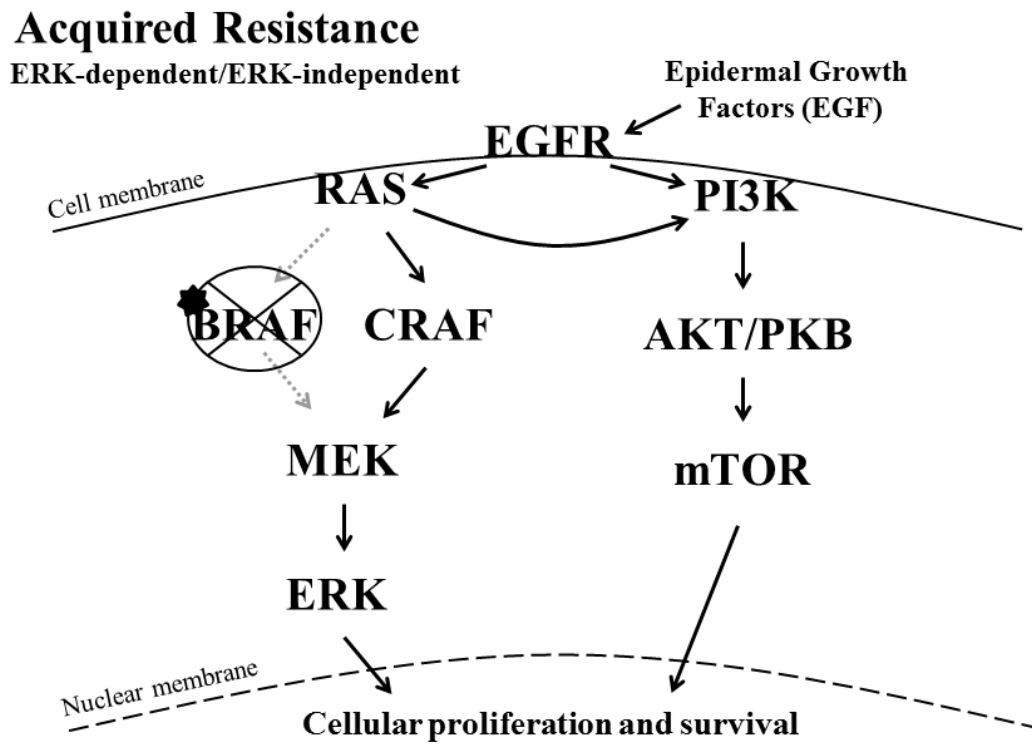 Acquired Resistance
ERK-dependent/ERK-independent
Epidermal Growth
Factors (EGF)
EGFR
Cell membrane
RAS
PI3K
BRAF
CRAF
AKT/PKB
MEK
mTOR
ERK
Nuclear membrane
Cellular proliferation and survival